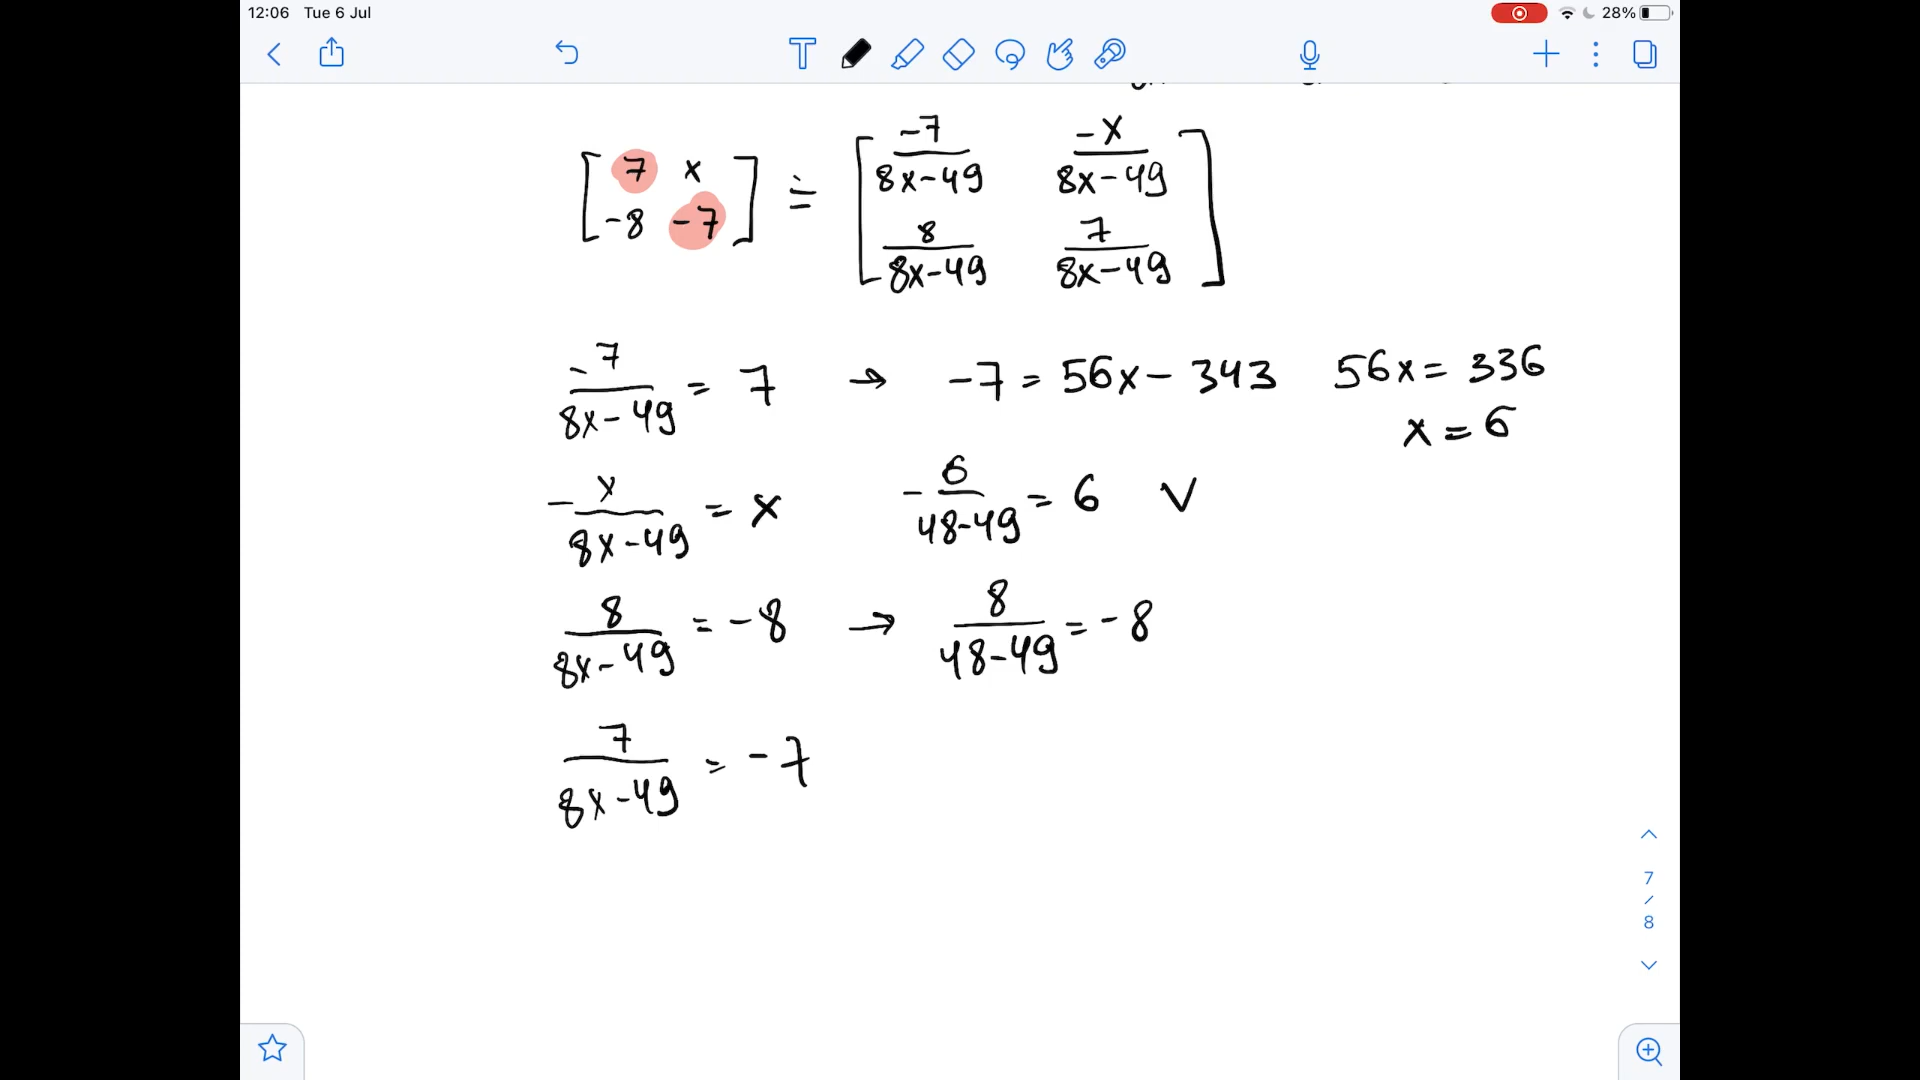 12:06 Tue 6 Jul 28%
[ 7 x ; -8 -7 ] ≐ [ -7/(8x-49) -x/(8x-49) ; 8/(8x-49) 7/(8x-49) ]
-7/(8x-49) = 7 → -7 = 56x - 343 56x = 336
x = 6
-x/(8x-49) = x -6/(48-49) = 6 V
8/(8x-49) = -8 → 8/(48-49) = -8
7/(8x-49) = -7
7
/
8